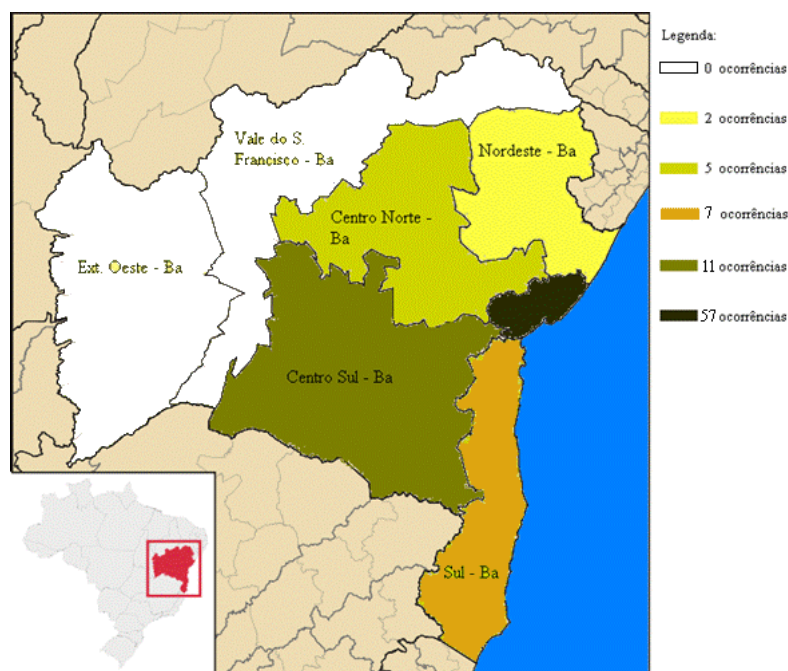 Legenda:
0 ocorrências
2 ocorrências
5 ocorrências
7 ocorrências
11 ocorrências
57 ocorrências
Vale do S.
Francisco - Ba
Nordeste - Ba
Centro Norte -
Ba
Ext. Oeste - Ba
Centro Sul - Ba
Sul - Ba